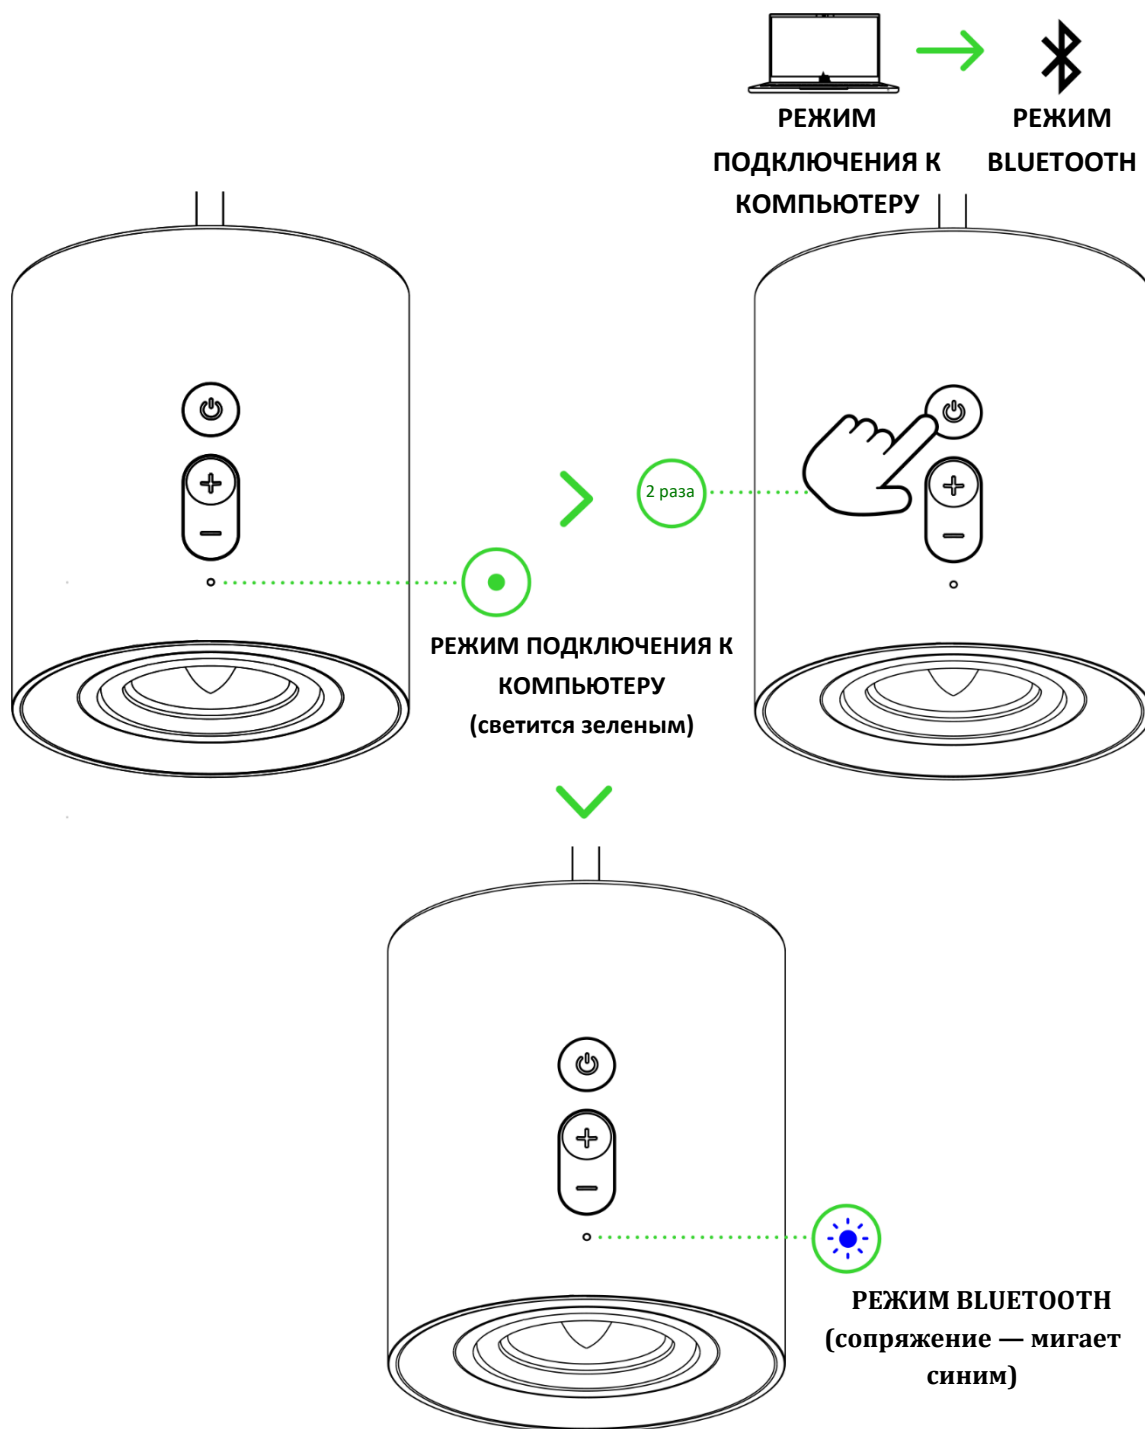 РЕЖИМ
ПОДКЛЮЧЕНИЯ К
КОМПЬЮТЕРУ
РЕЖИМ
BLUETOOTH
2 раза
РЕЖИМ ПОДКЛЮЧЕНИЯ К
КОМПЬЮТЕРУ
(светится зеленым)
РЕЖИМ BLUETOOTH
(сопряжение — мигает
синим)